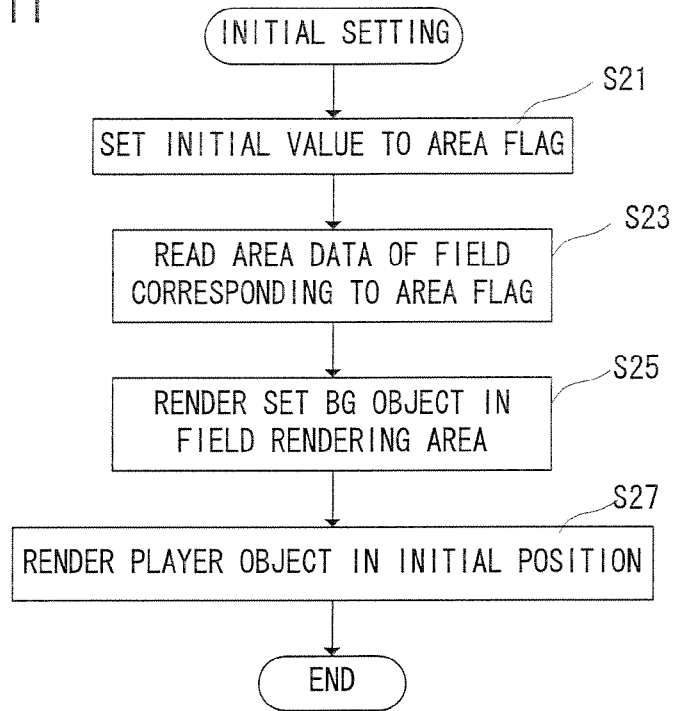 11
INITIAL SETTING
S21
SET INITIAL VALUE TO AREA FLAG
S23
READ AREA DATA OF FIELD
CORRESPONDING TO AREA FLAG
S25
RENDER SET BG OBJECT IN
FIELD RENDERING AREA
S27
RENDER PLAYER OBJECT IN INITIAL POSITION
END